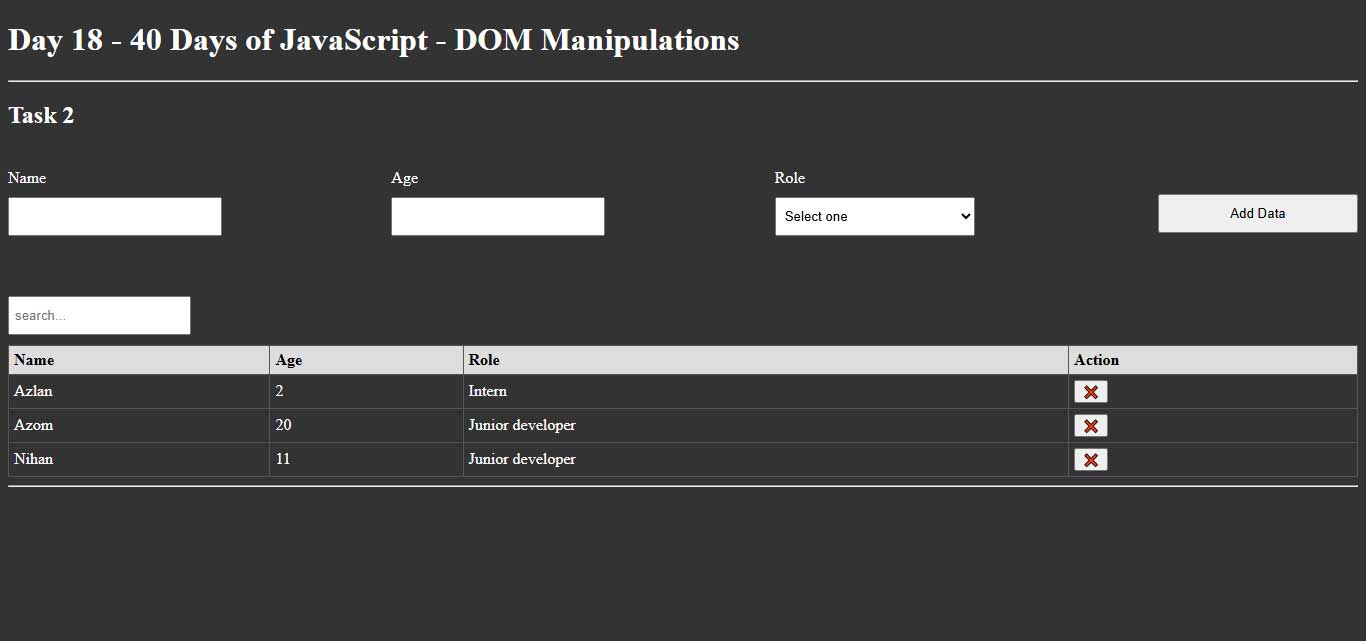 Day 18 - 40 Days of JavaScript - DOM Manipulations
Task 2
Name Age Role
Select one Add Data
search...
Name Age Role Action
Azlan 2 Intern
Azom 20 Junior developer
Nihan 11 Junior developer